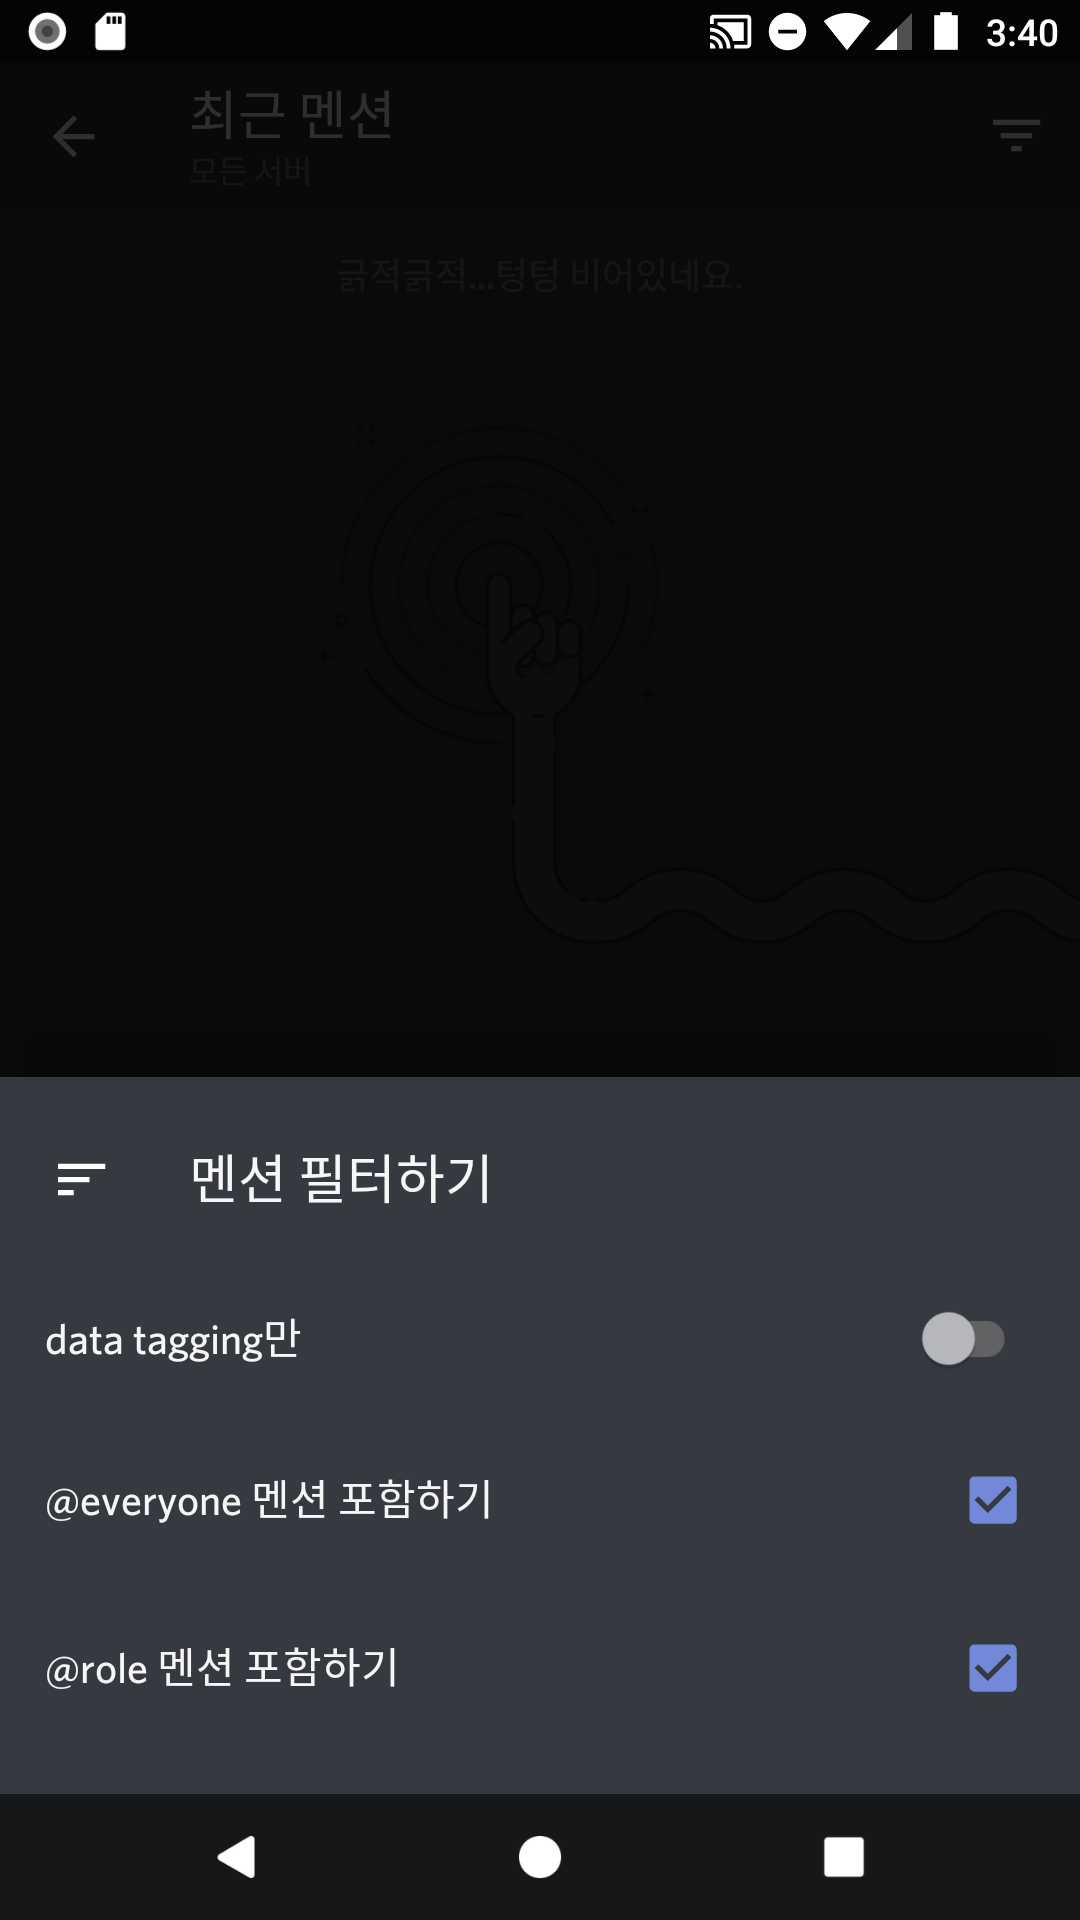 3:40
최근 멘션
모든 서버
긁적긁적...텅텅 비어있네요.
멘션 필터하기
data tagging만
@everyone 멘션 포함하기
@role 멘션 포함하기